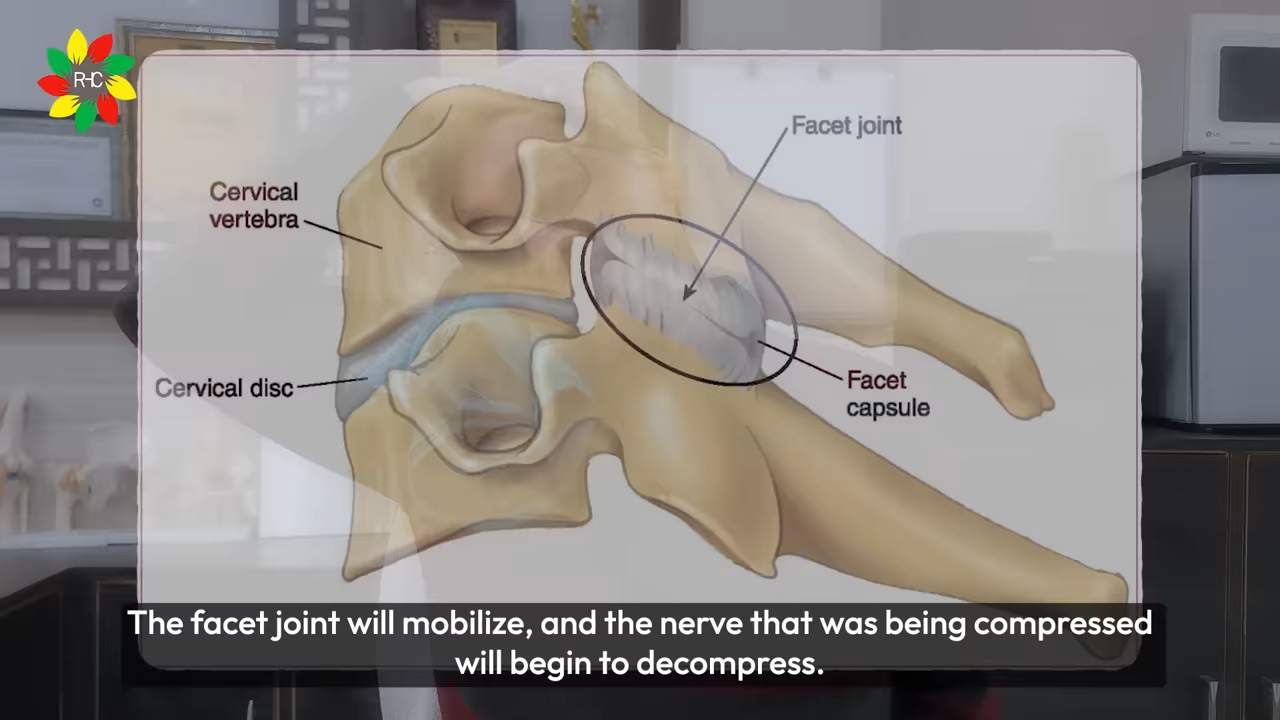 RHC
Facet joint
Cervical
vertebra
Cervical disc
Facet
capsule
LG
The facet joint will mobilize, and the nerve that was being compressed
will begin to decompress.